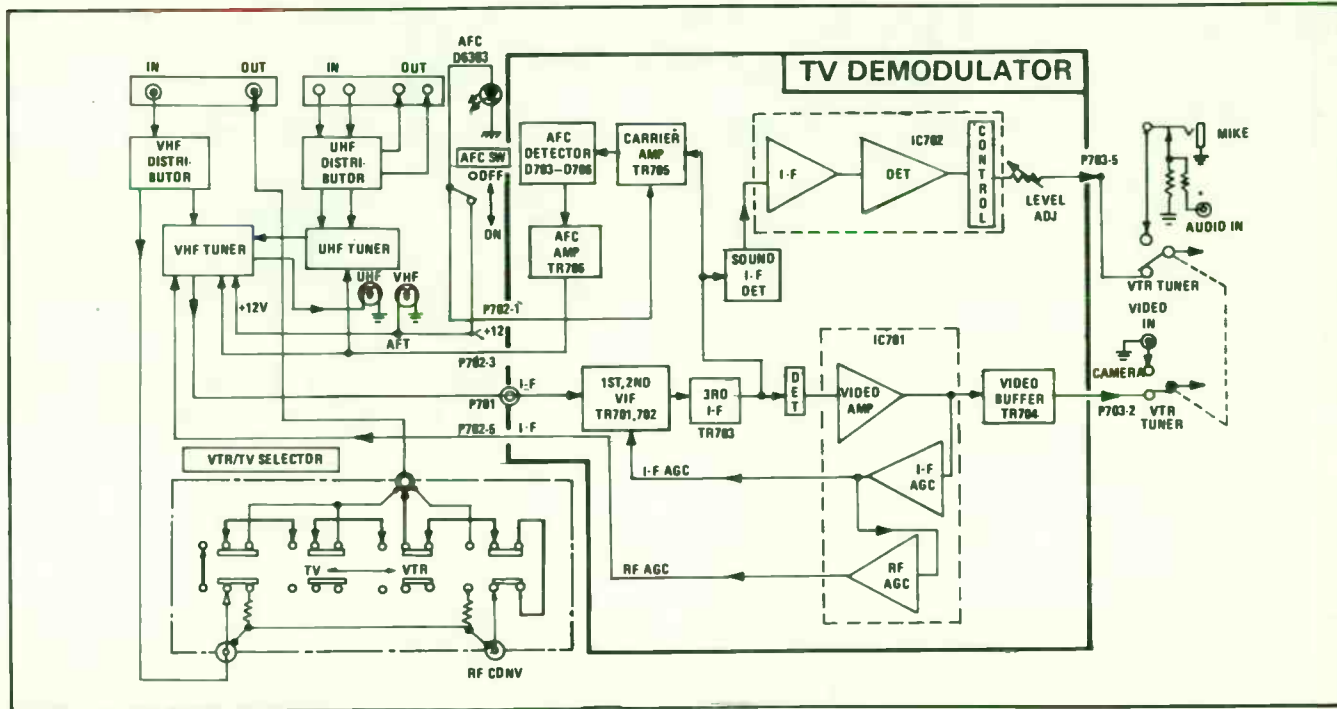 AFC
D6363
IN
OUT
IN
OUT
TV DEMODULATOR
VHF
DISTRI-
BUTOR
UHF
DISTRI-
BUTOR
AFC SW
OFF
ON
AFC
DETECTOR
D703-D706
CARRIER
AMP
TR705
IC702
I-F
DET
CONTROL
LEVEL
ADJ
P703-5
MIKE
AUDIO IN
VHF TUNER
UHF TUNER
AFC
AMP
TR706
SOUND
I-F
DET
VTR TUNER
UHF
VHF
+12V
AFT
P702-1
+12
P702-3
VIDEO
IN
CAMERA
IC701
I-F
P701
1ST,2ND
VIF
TR701,702
3RD
I-F
TR703
DET
VIDEO
AMP
VIDEO
BUFFER
TR704
P703-2
VTR
TUNER
P702-5
I-F
VTR/TV SELECTOR
I-F AGC
I-F
AGC
TV
VTR
RF AGC
RF
AGC
RF CONV